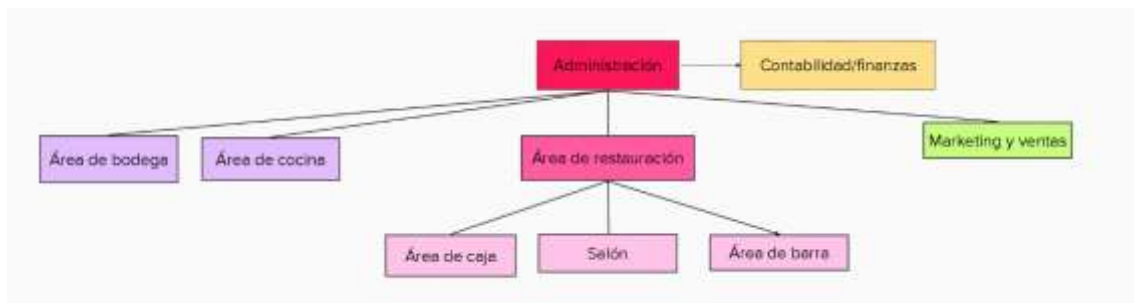 Administración
Contabilidad/finanzas
Área de bodega
Área de cocina
Área de restauración
Marketing y ventas
Área de caja
Salón
Área de barra